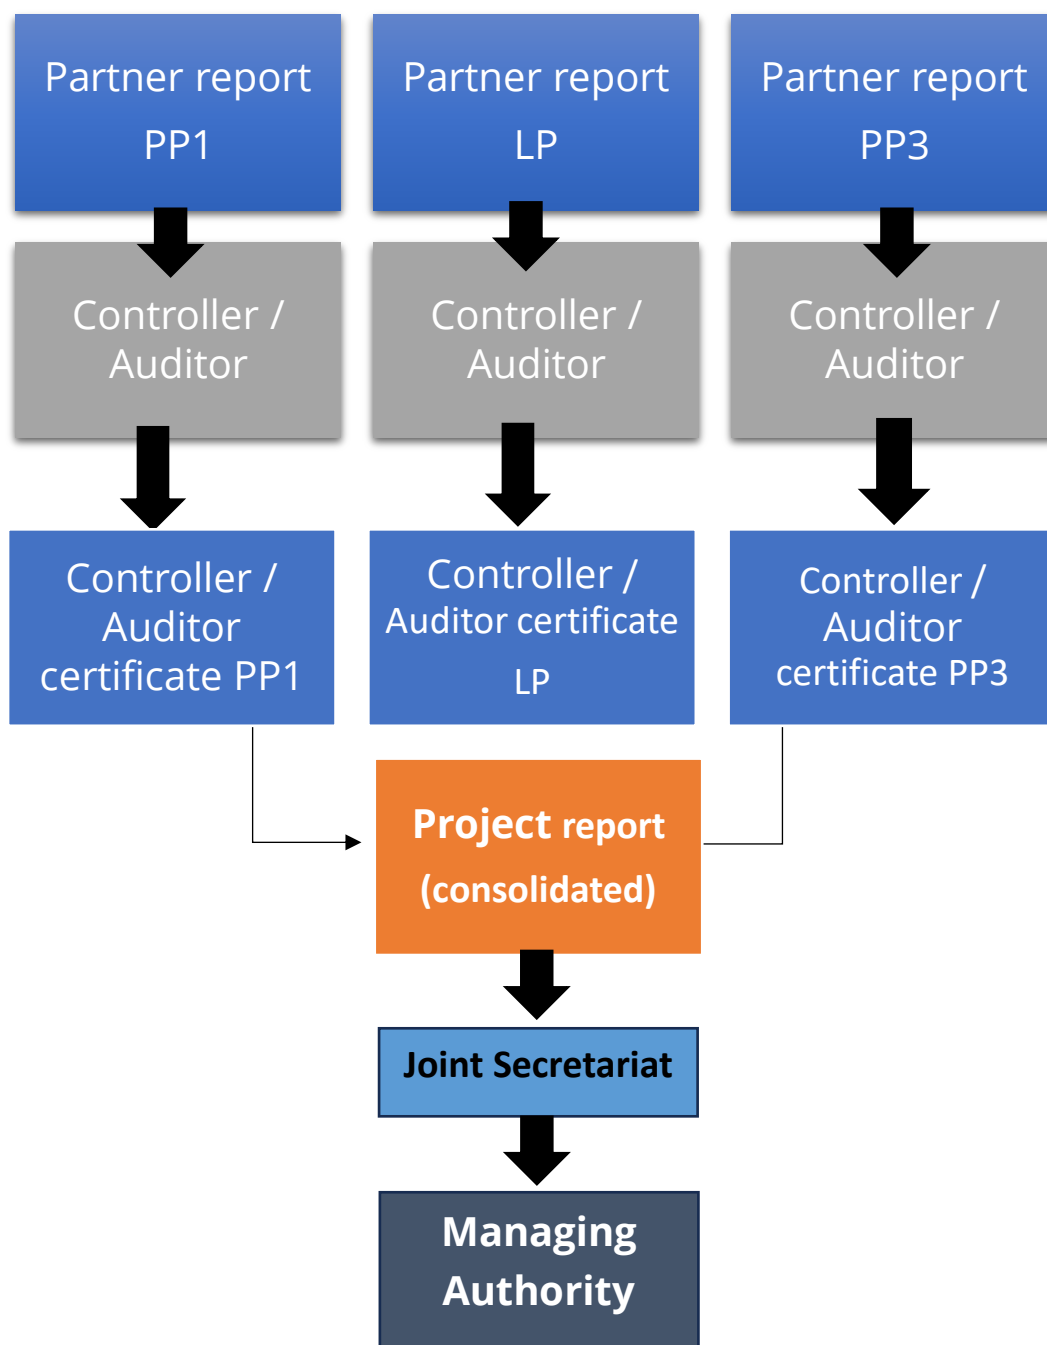 Partner report
PP1
Partner report
LP
Partner report
PP3
Controller /
Auditor
Controller /
Auditor
Controller /
Auditor
Controller /
Auditor
certificate PP1
Controller /
Auditor certificate
LP
Controller /
Auditor
certificate PP3
Project report
(consolidated)
Joint Secretariat
Managing
Authority